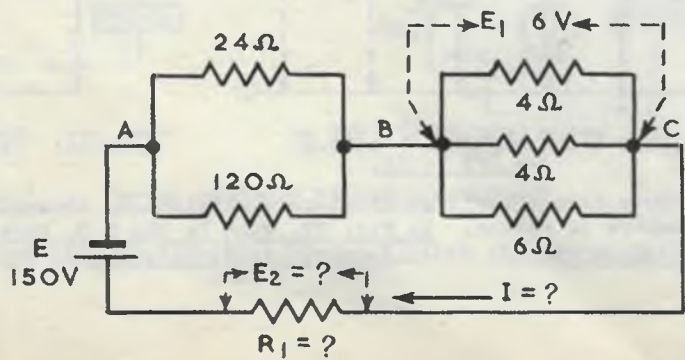 E₁ 6 V
24Ω
4Ω
A
B
C
4Ω
120Ω
6Ω
E
150V
E₂ = ?
I = ?
R₁ = ?